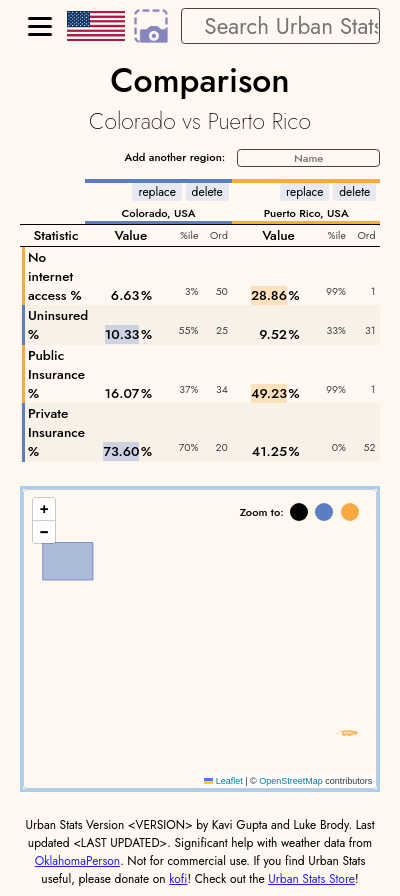 Search Urban Stats
Comparison
Colorado vs Puerto Rico
Add another region: Name
replace delete replace delete
Colorado, USA Puerto Rico, USA
Statistic Value %ile Ord Value %ile Ord
No
internet
access % 6.63% 3% 50 28.86% 99% 1
Uninsured
% 10.33% 55% 25 9.52% 33% 31
Public
Insurance
% 16.07% 37% 34 49.23% 99% 1
Private
Insurance
% 73.60% 70% 20 41.25% 0% 52
+
−
Zoom to:
Leaflet | © OpenStreetMap contributors
Urban Stats Version <VERSION> by Kavi Gupta and Luke Brody. Last
updated <LAST UPDATED>. Significant help with weather data from
OklahomaPerson. Not for commercial use. If you find Urban Stats
useful, please donate on kofi! Check out the Urban Stats Store!